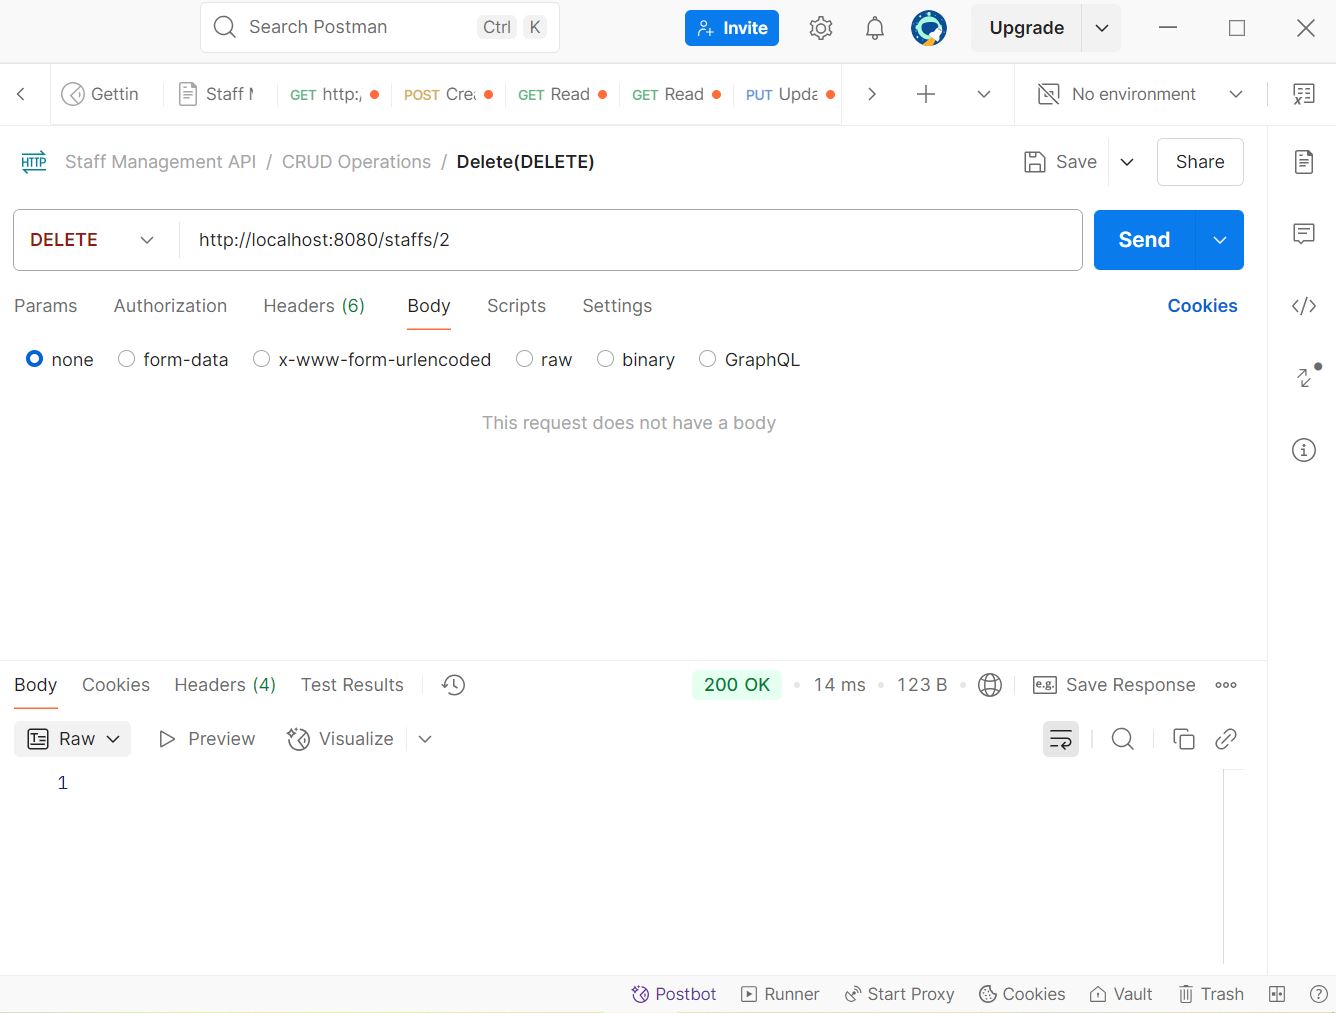 Search Postman Ctrl K Invite Upgrade
Gettin Staff GET http:/ POST Cre GET Read GET Read PUT Upda No environment
HTTP Staff Management API / CRUD Operations / Delete(DELETE) Save Share
DELETE http://localhost:8080/staffs/2 Send
Params Authorization Headers (6) Body Scripts Settings Cookies
none form-data x-www-form-urlencoded raw binary GraphQL
This request does not have a body
Body Cookies Headers (4) Test Results 200 OK 14 ms 123 B e.g. Save Response
Raw Preview Visualize
1
Postbot Runner Start Proxy Cookies Vault Trash